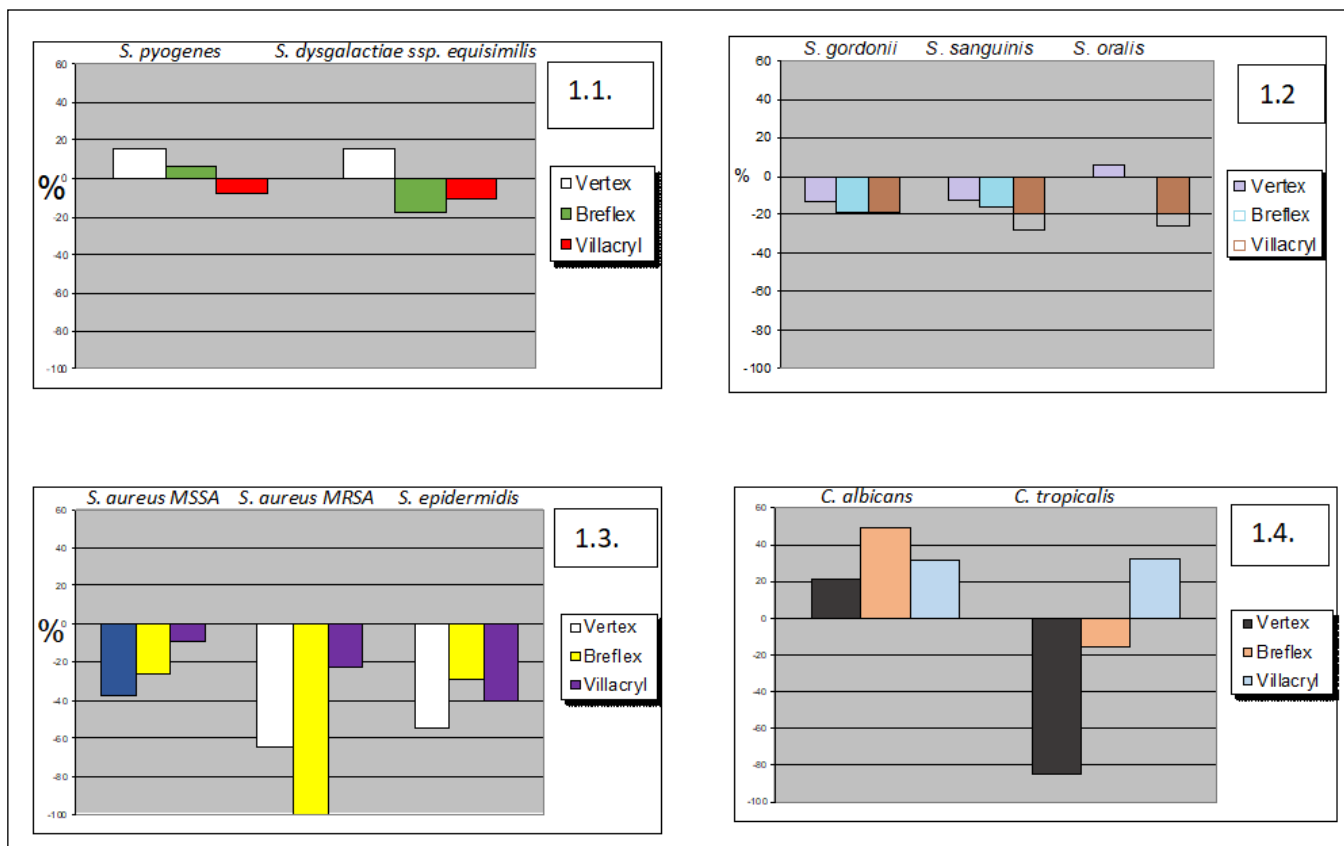 S. pyogenes S. dysgalactiae ssp. equisimilis
60
40
20
0
-20
-40
-60
-80
-100
%
1.1.
Vertex
Breflex
Villacryl
S. gordonii S. sanguinis S. oralis
60
40
20
0
-20
-40
-60
-80
-100
%
1.2
Vertex
Breflex
Villacryl
S. aureus MSSA S. aureus MRSA S. epidermidis
60
40
20
0
-20
-40
-60
-80
-100
%
1.3.
Vertex
Breflex
Villacryl
C. albicans C. tropicalis
60
40
20
0
-20
-40
-60
-80
-100
1.4.
Vertex
Breflex
Villacryl